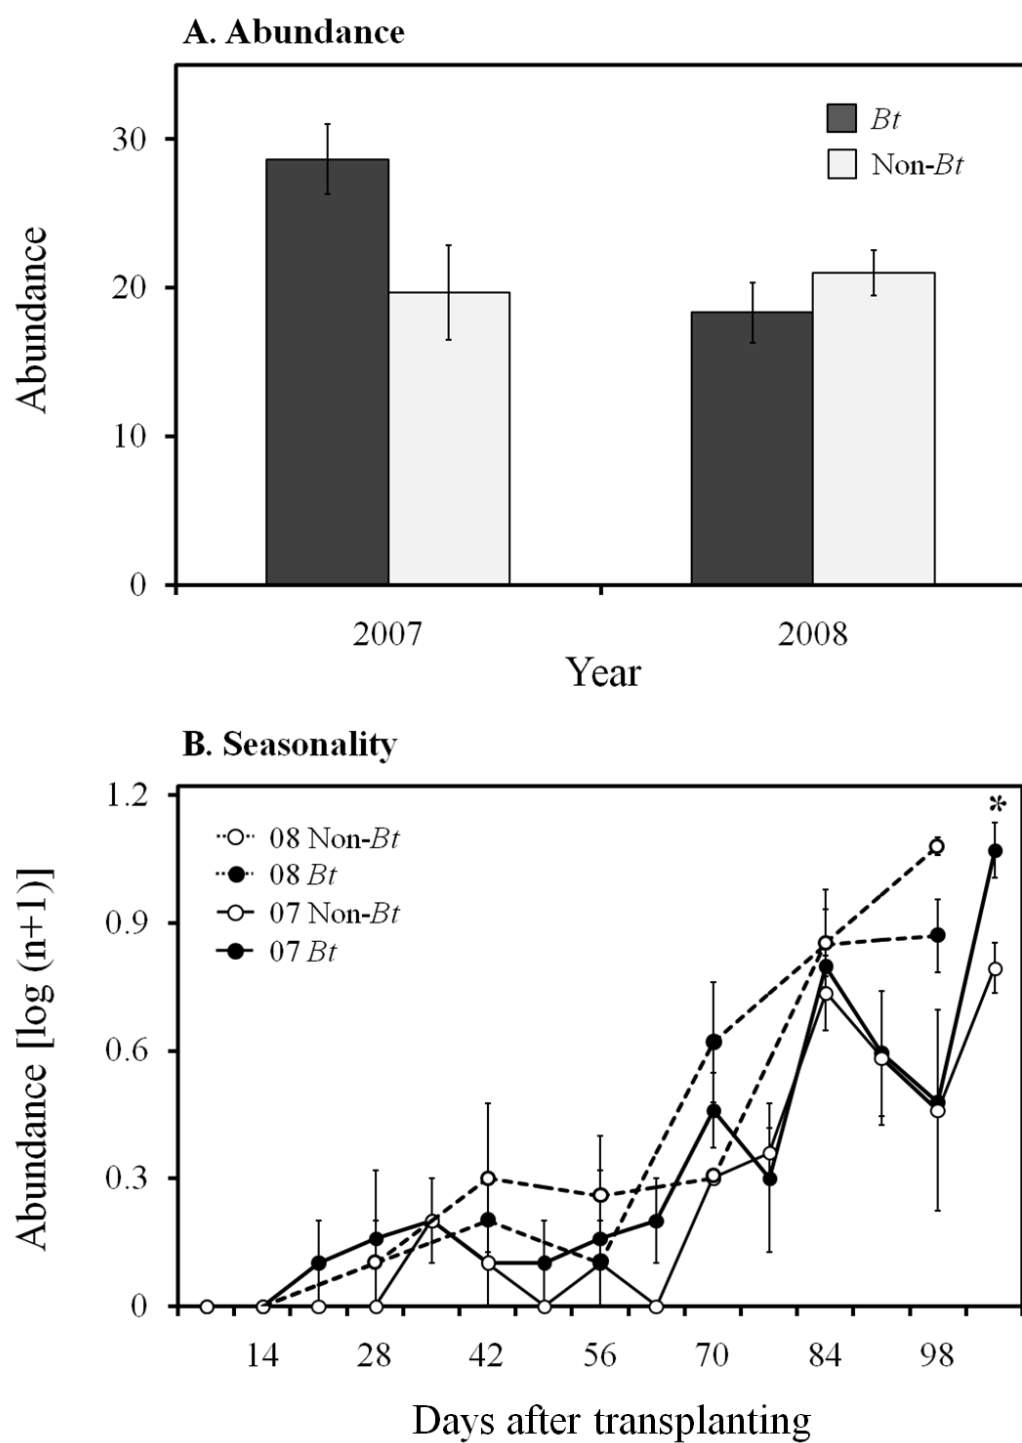 A. Abundance
Abundance
30
20
10
0
Bt
Non-Bt
2007
2008
Year
B. Seasonality
Abundance [log (n+1)]
1.2
0.9
0.6
0.3
0
08 Non-Bt
08 Bt
07 Non-Bt
07 Bt
*
14 28 42 56 70 84 98
Days after transplanting